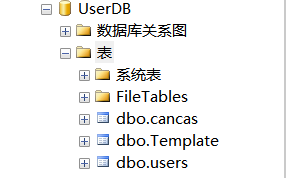 UserDB
数据库关系图
表
系统表
FileTables
dbo.cancas
dbo.Template
dbo.users